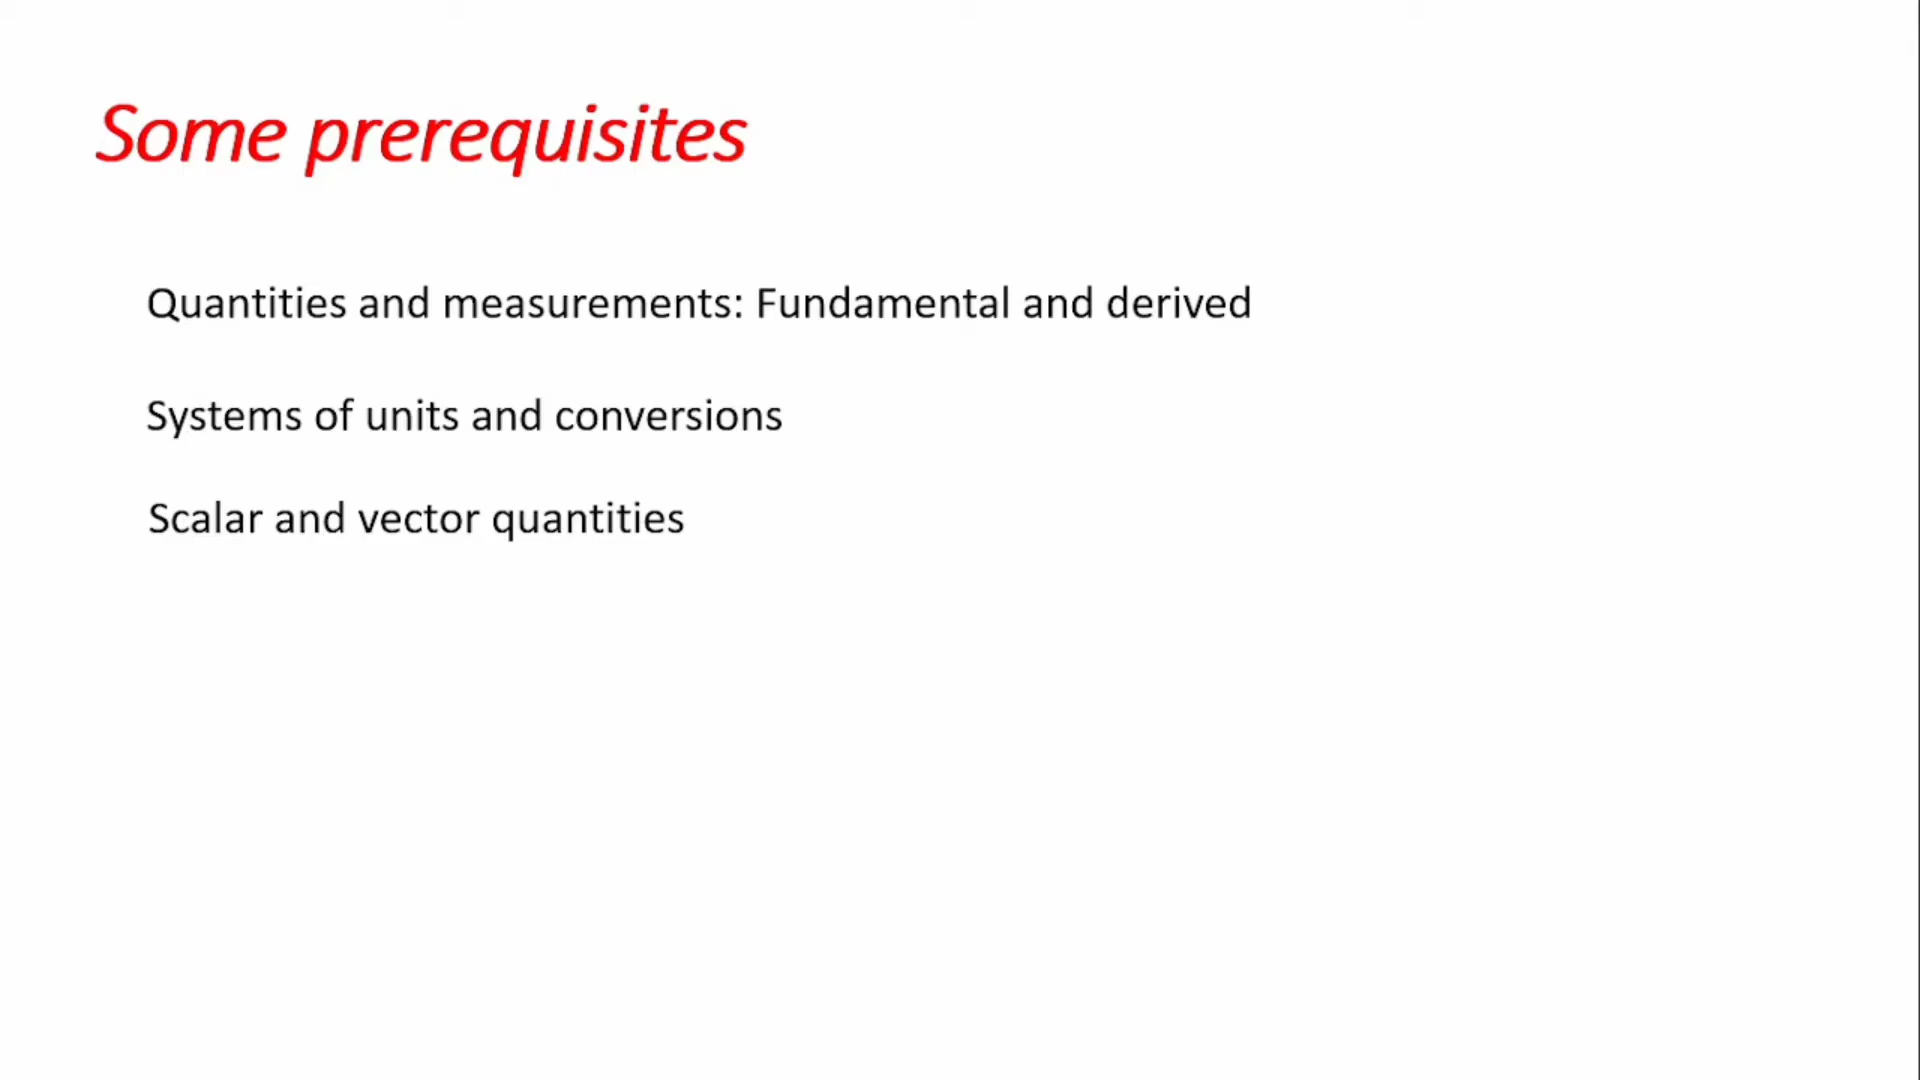 Some prerequisites
Quantities and measurements: Fundamental and derived
Systems of units and conversions
Scalar and vector quantities